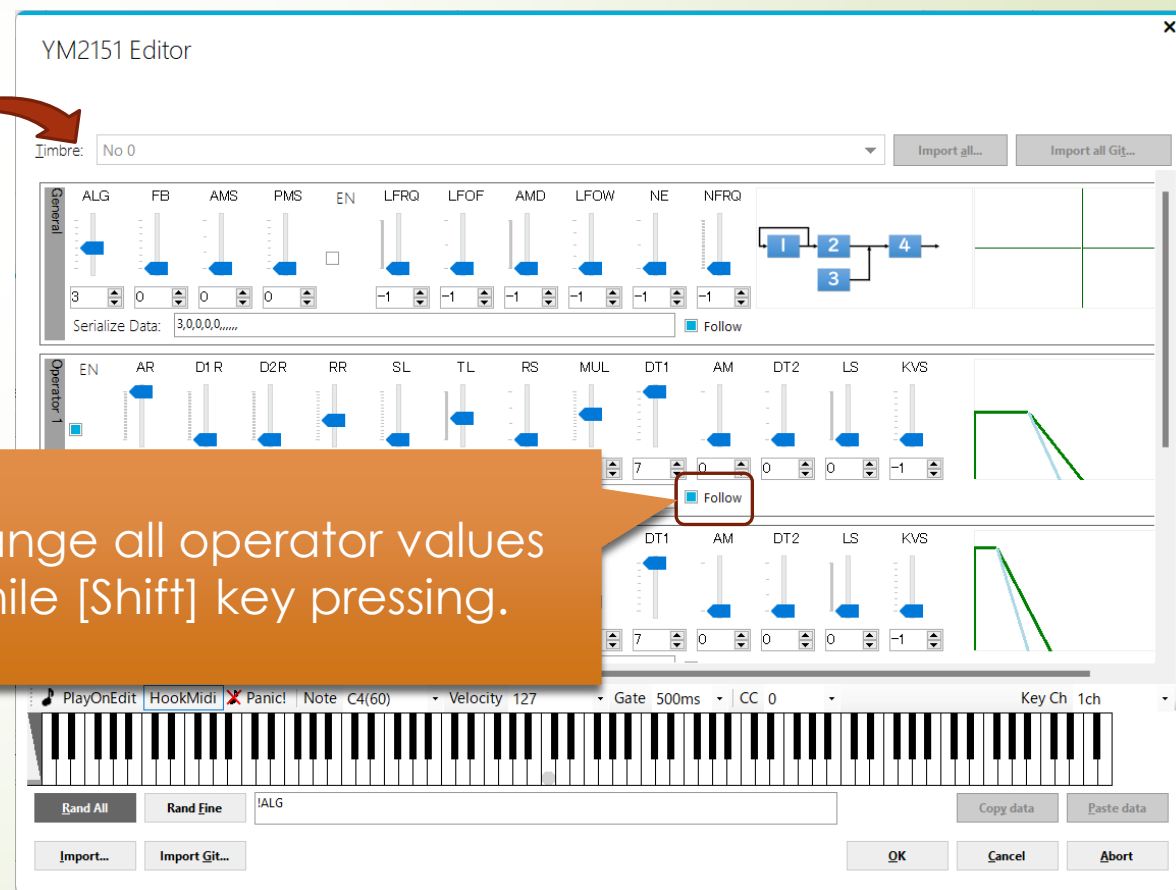 YM2151 Editor
Timbre: No 0 Import all... Import all Git...
General
ALG FB AMS PMS EN LFRQ LFOF AMD LFOW NE NFRQ
1 2 4
3
3 0 0 0 -1 -1 -1 -1 -1 -1
Serialize Data: 3,0,0,0,0,,,,,, Follow
Operator 1
EN AR D1R D2R RR SL TL RS MUL DT1 AM DT2 LS KVS
7 0 0 0 -1
Follow
all operator values
[Shift] key pressing.
DT1 AM DT2 LS KVS
7 0 0 0 -1
PlayOnEdit HookMidi Panic! Note C4(60) Velocity 127 Gate 500ms CC 0 Key Ch 1ch
Rand All Rand Fine !ALG Copy data Paste data
Import... Import Git... OK Cancel Abort